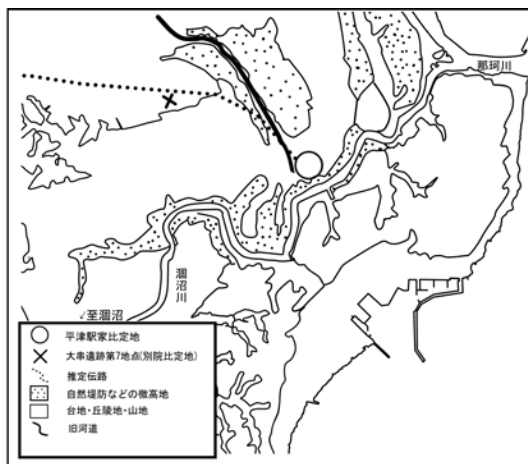 那珂川
涸沼川
至涸沼
平津駅家比定地
大串遺跡第7地点(別院比定地)
推定伝路
自然堤防などの微高地
台地・丘陵地・山地
旧河道